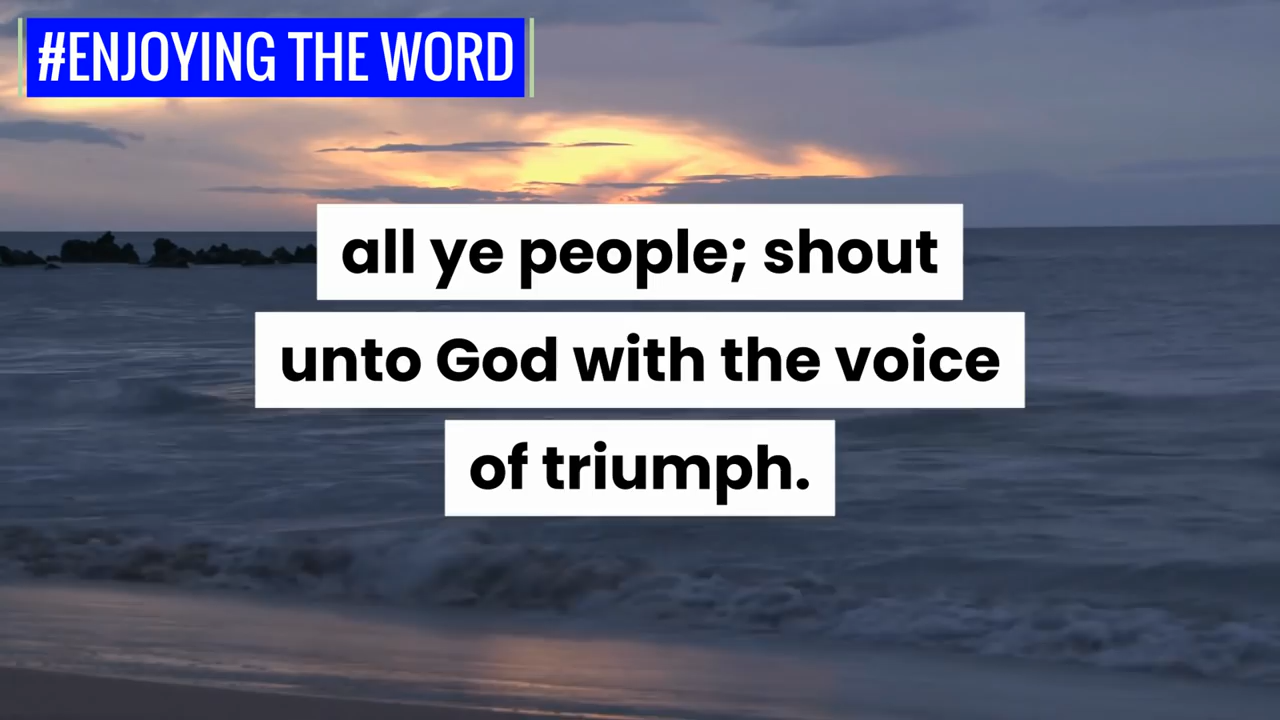 #ENJOYING THE WORD
all ye people; shout
unto God with the voice
of triumph.